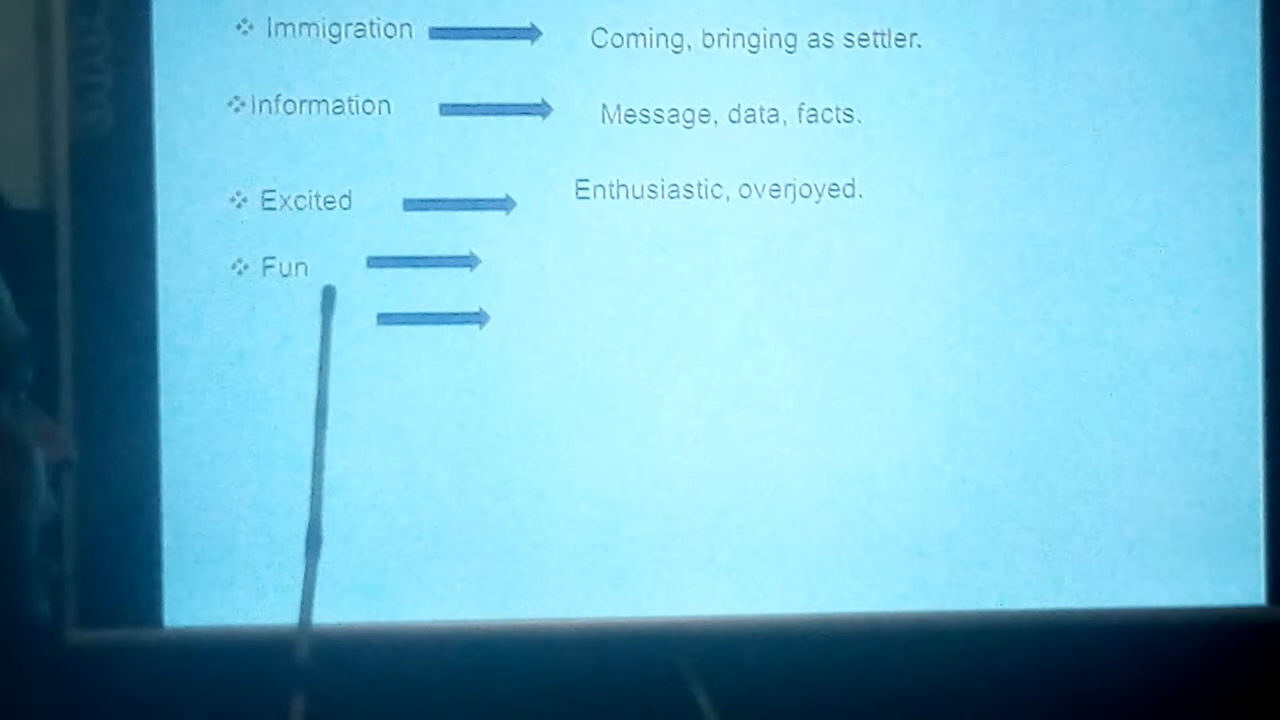 Immigration Coming, bringing as settler.
Information Message, data, facts.
Excited Enthusiastic, overjoyed.
Fun